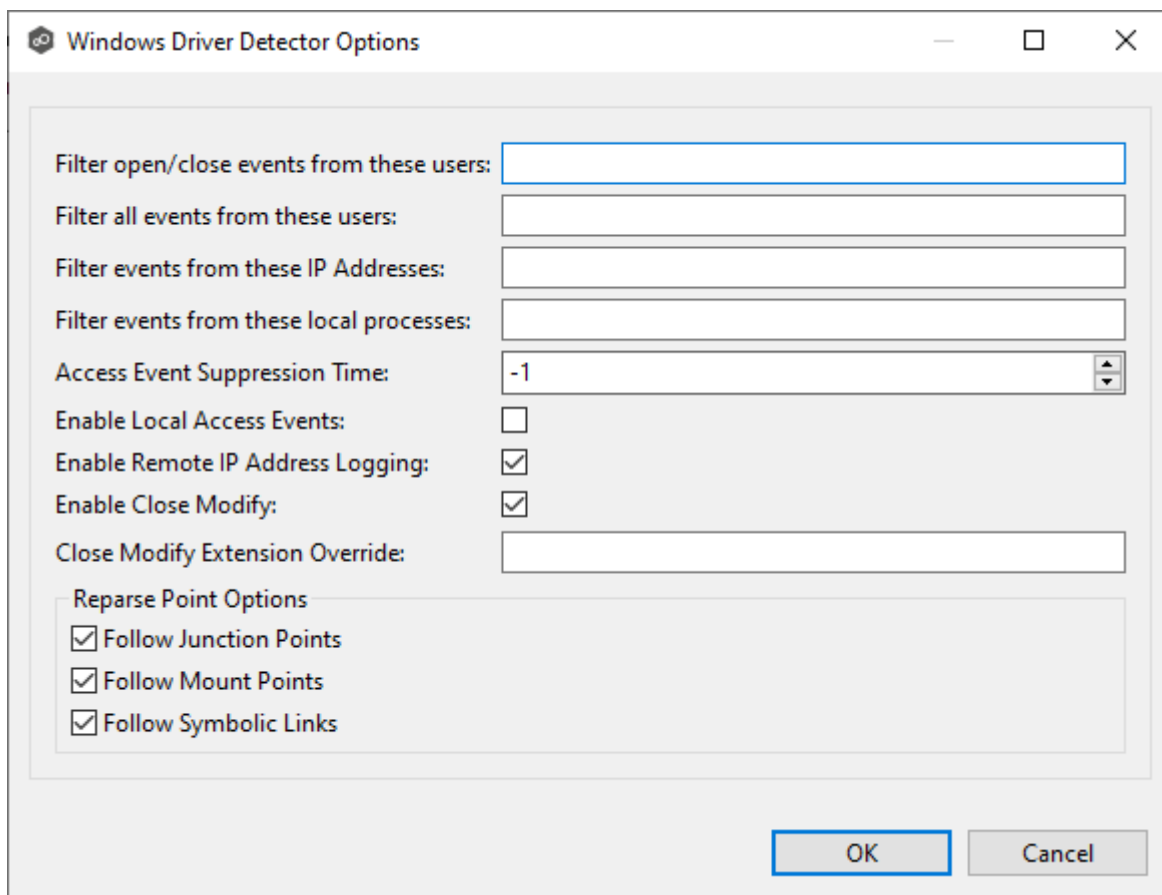 Windows Driver Detector Options
Filter open/close events from these users:
Filter all events from these users:
Filter events from these IP Addresses:
Filter events from these local processes:
Access Event Suppression Time: -1
Enable Local Access Events:
Enable Remote IP Address Logging:
Enable Close Modify:
Close Modify Extension Override:
Reparse Point Options
Follow Junction Points
Follow Mount Points
Follow Symbolic Links
OK Cancel